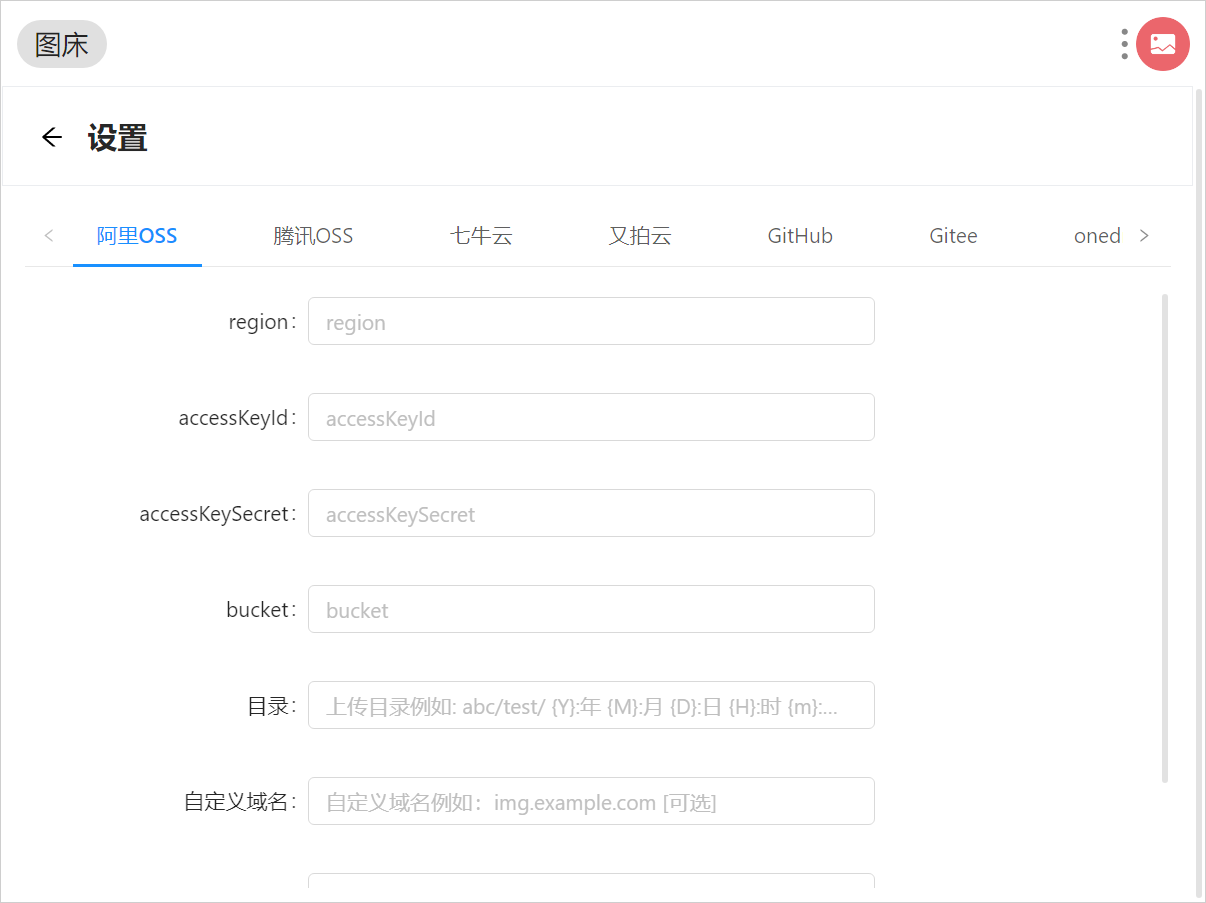 图床
设置
阿里OSS 腾讯OSS 七牛云 又拍云 GitHub Gitee oned
region: region
accessKeyId: accessKeyId
accessKeySecret: accessKeySecret
bucket: bucket
目录: 上传目录例如: abc/test/ {Y}:年 {M}:月 {D}:日 {H}:时 {m}:...
自定义域名: 自定义域名例如：img.example.com [可选]